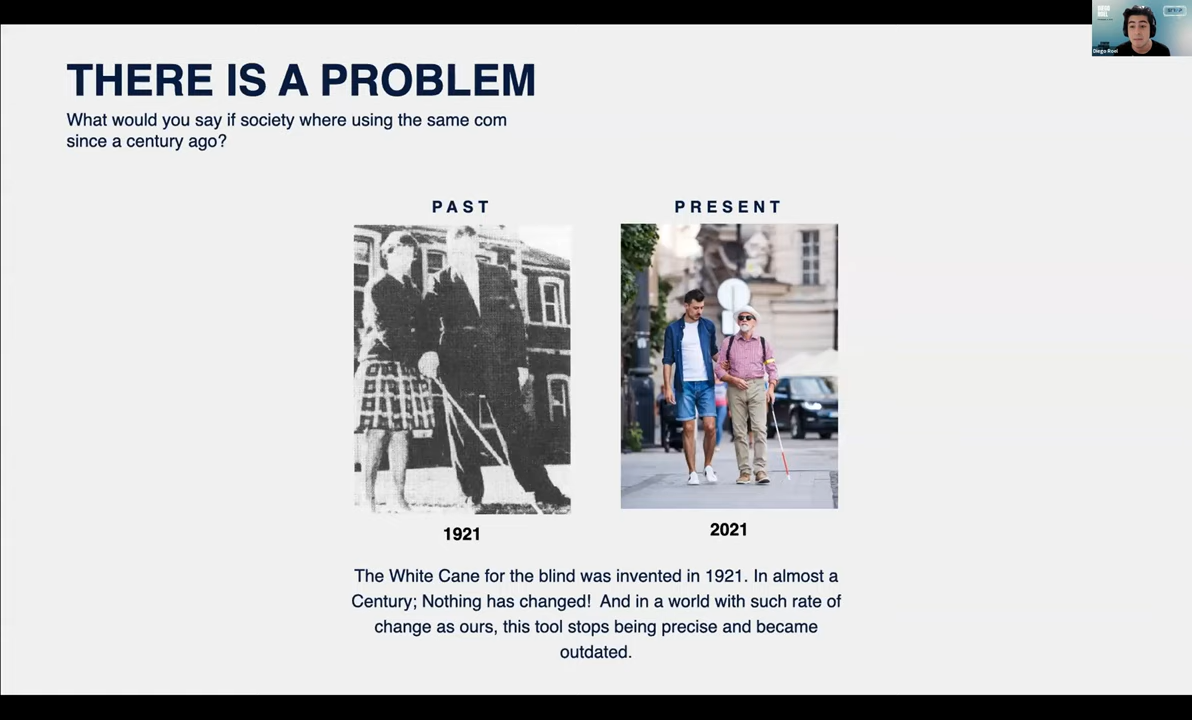 THERE IS A PROBLEM
What would you say if society where using the same com
since a century ago?
PAST
PRESENT
1921
2021
The White Cane for the blind was invented in 1921. In almost a
Century; Nothing has changed!  And in a world with such rate of
change as ours, this tool stops being precise and became
outdated.
Diego Roel